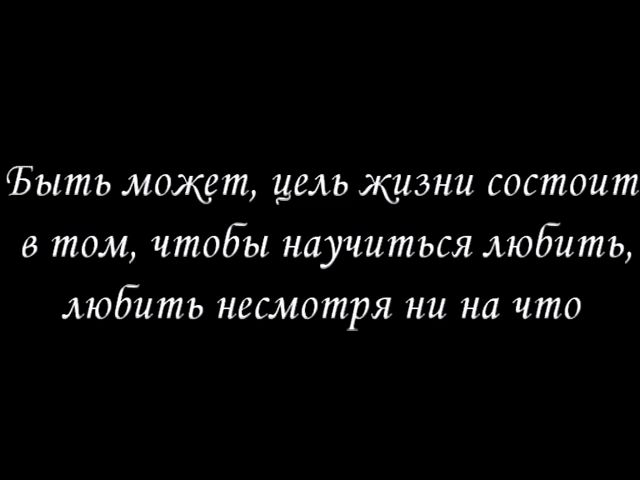 Быть может, цель жизни состоит
в том, чтобы научиться любить,
любить несмотря ни на что